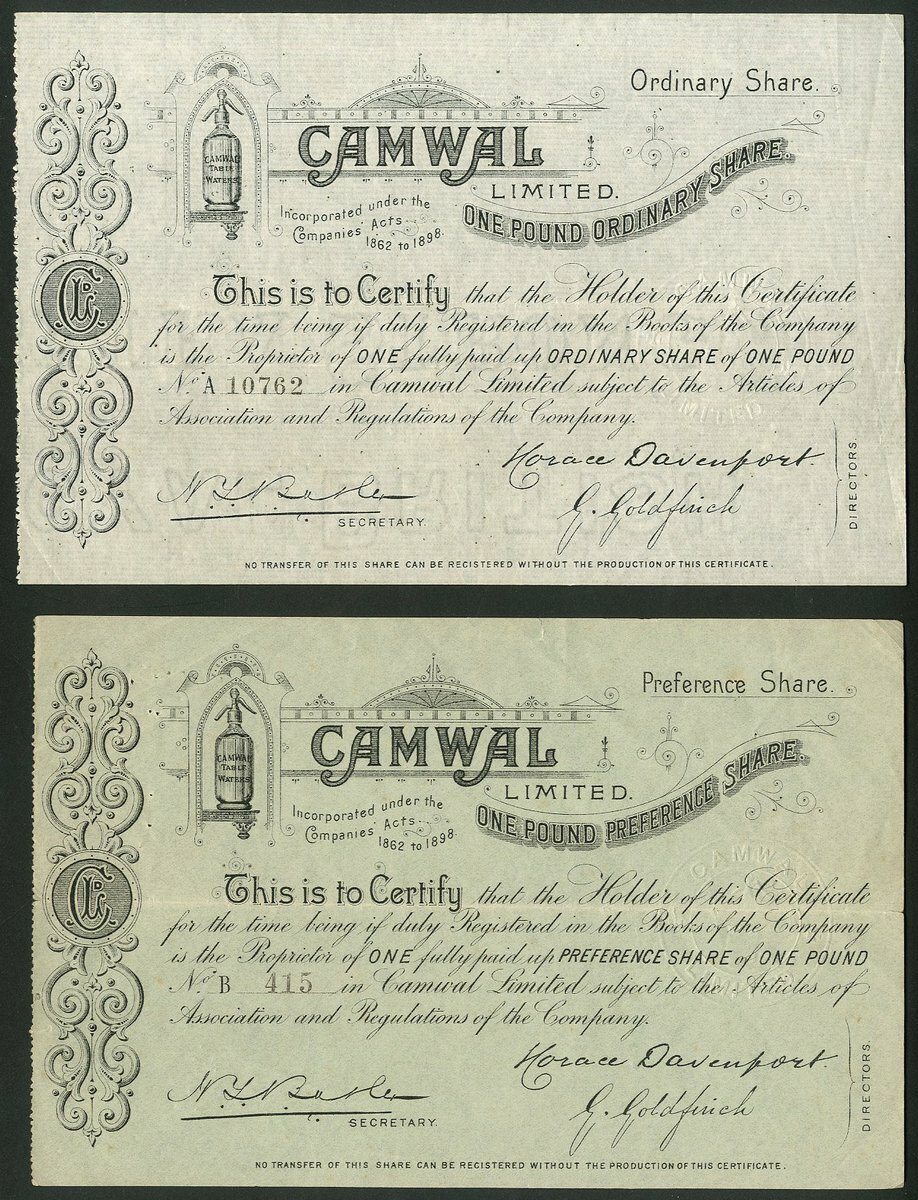 Ordinary Share.
CAMWAL
TABLE
WATERS
CAMWAL
LIMITED.
Incorporated under the
Companies Acts
1862 to 1898.
ONE POUND ORDINARY SHARE.
This is to Certify that the Holder of this Certificate
for the time being if duly Registered in the Books of the Company
is the Proprietor of ONE fully paid up ORDINARY SHARE of ONE POUND
No. A 10762 in Camwal Limited subject to the Articles of
Association and Regulations of the Company.
Horace Davenport
G. Goldfinch
DIRECTORS.
SECRETARY.
NO TRANSFER OF THIS SHARE CAN BE REGISTERED WITHOUT THE PRODUCTION OF THIS CERTIFICATE.
Preference Share.
CAMWAL
TABLE
WATERS
CAMWAL
LIMITED.
Incorporated under the
Companies Acts
1862 to 1898.
ONE POUND PREFERENCE SHARE.
This is to Certify that the Holder of this Certificate
for the time being if duly Registered in the Books of the Company
is the Proprietor of ONE fully paid up PREFERENCE SHARE of ONE POUND
No. B 415 in Camwal Limited subject to the Articles of
Association and Regulations of the Company.
Horace Davenport
G. Goldfinch
DIRECTORS.
SECRETARY.
NO TRANSFER OF THIS SHARE CAN BE REGISTERED WITHOUT THE PRODUCTION OF THIS CERTIFICATE.